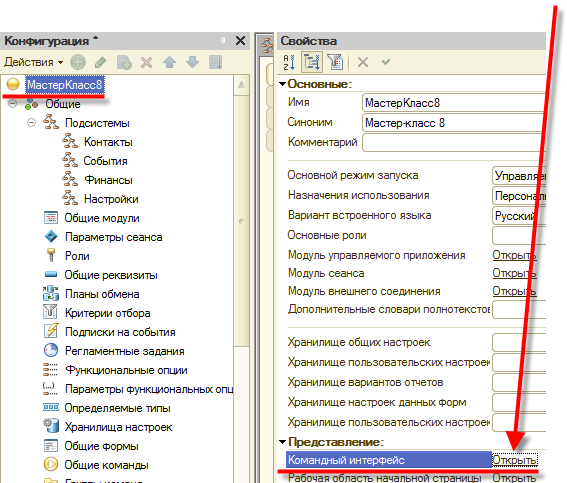 Конфигурация *
Действия
МастерКласс8
Общие
Подсистемы
Контакты
События
Финансы
Настройки
Общие модули
Параметры сеанса
Роли
Общие реквизиты
Планы обмена
Критерии отбора
Подписки на события
Регламентные задания
Функциональные опции
Параметры функциональных опц
Определяемые типы
Хранилища настроек
Общие формы
Общие команды
Группы команд
Свойства
Основные:
Имя МастерКласс8
Синоним Мастер-класс 8
Комментарий
Основной режим запуска Управляе
Назначения использования Персонал
Вариант встроенного языка Русский
Основные роли
Модуль управляемого приложения Открыть
Модуль сеанса Открыть
Модуль внешнего соединения Открыть
Дополнительные словари полнотекстов
Хранилище общих настроек
Хранилище пользовательских настроек
Хранилище вариантов отчетов
Хранилище настроек данных форм
Хранилище пользовательских настроек
Представление:
Командный интерфейс Открыть
Рабочая область начальной страницы Открыть